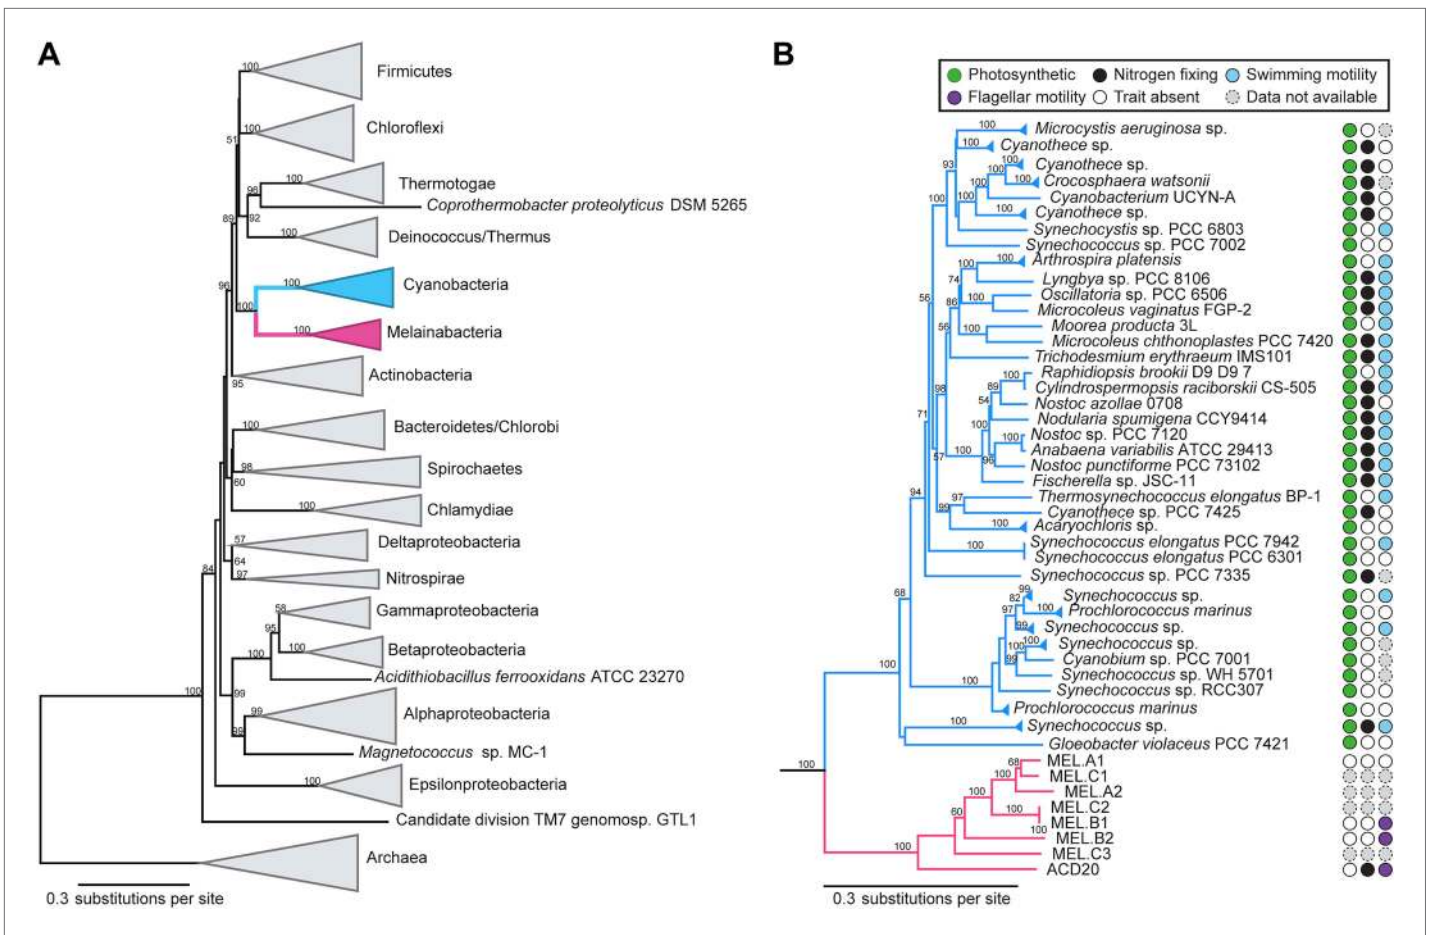 A
100
Firmicutes
100
Chloroflexi
51
100
Thermotogae
96
Coprothermobacter proteolyticus DSM 5265
89
92
100
Deinococcus/Thermus
96
100
Cyanobacteria
100
100
Melainabacteria
95
Actinobacteria
100
Bacteroidetes/Chlorobi
98
Spirochaetes
60
100
Chlamydiae
57
Deltaproteobacteria
64
84
97
Nitrospirae
58
Gammaproteobacteria
95
100
100
Betaproteobacteria
Acidithiobacillus ferrooxidans ATCC 23270
100
99
99
Alphaproteobacteria
Magnetococcus sp. MC-1
100
Epsilonproteobacteria
Candidate division TM7 genomosp. GTL1
Archaea
0.3 substitutions per site
B
Photosynthetic Nitrogen fixing Swimming motility
Flagellar motility Trait absent Data not available
100
Microcystis aeruginosa sp.
100
Cyanothece sp.
93
100
Cyanothece sp.
100
100
Crocosphaera watsonii
100
Cyanobacterium UCYN-A
100
100
100
Cyanothece sp.
Synechocystis sp. PCC 6803
Synechococcus sp. PCC 7002
100
100
Arthrospira platensis
74
Lyngbya sp. PCC 8106
56
86
100
Oscillatoria sp. PCC 6506
Microcoleus vaginatus FGP-2
56
100
Moorea producta 3L
Microcoleus chthonoplastes PCC 7420
Trichodesmium erythraeum IMS101
100
Raphidiopsis brookii D9 D9 7
98
89
Cylindrospermopsis raciborskii CS-505
54
Nostoc azollae 0708
71
100
Nodularia spumigena CCY9414
100
Nostoc sp. PCC 7120
57
100
Anabaena variabilis ATCC 29413
96
Nostoc punctiforme PCC 73102
Fischerella sp. JSC-11
94
97
Thermosynechococcus elongatus BP-1
99
Cyanothece sp. PCC 7425
100
Acaryochloris sp.
100
Synechococcus elongatus PCC 7942
Synechococcus elongatus PCC 6301
Synechococcus sp. PCC 7335
68
99
82
Synechococcus sp.
97
100
Prochlorococcus marinus
99
Synechococcus sp.
100
100
Synechococcus sp.
99
Cyanobium sp. PCC 7001
100
100
Synechococcus sp. WH 5701
Synechococcus sp. RCC307
Prochlorococcus marinus
100
Synechococcus sp.
Gloeobacter violaceus PCC 7421
100
68
MEL.A1
100
MEL.C1
100
MEL.A2
60
100
MEL.C2
MEL.B1
100
MEL.B2
100
MEL.C3
ACD20
0.3 substitutions per site